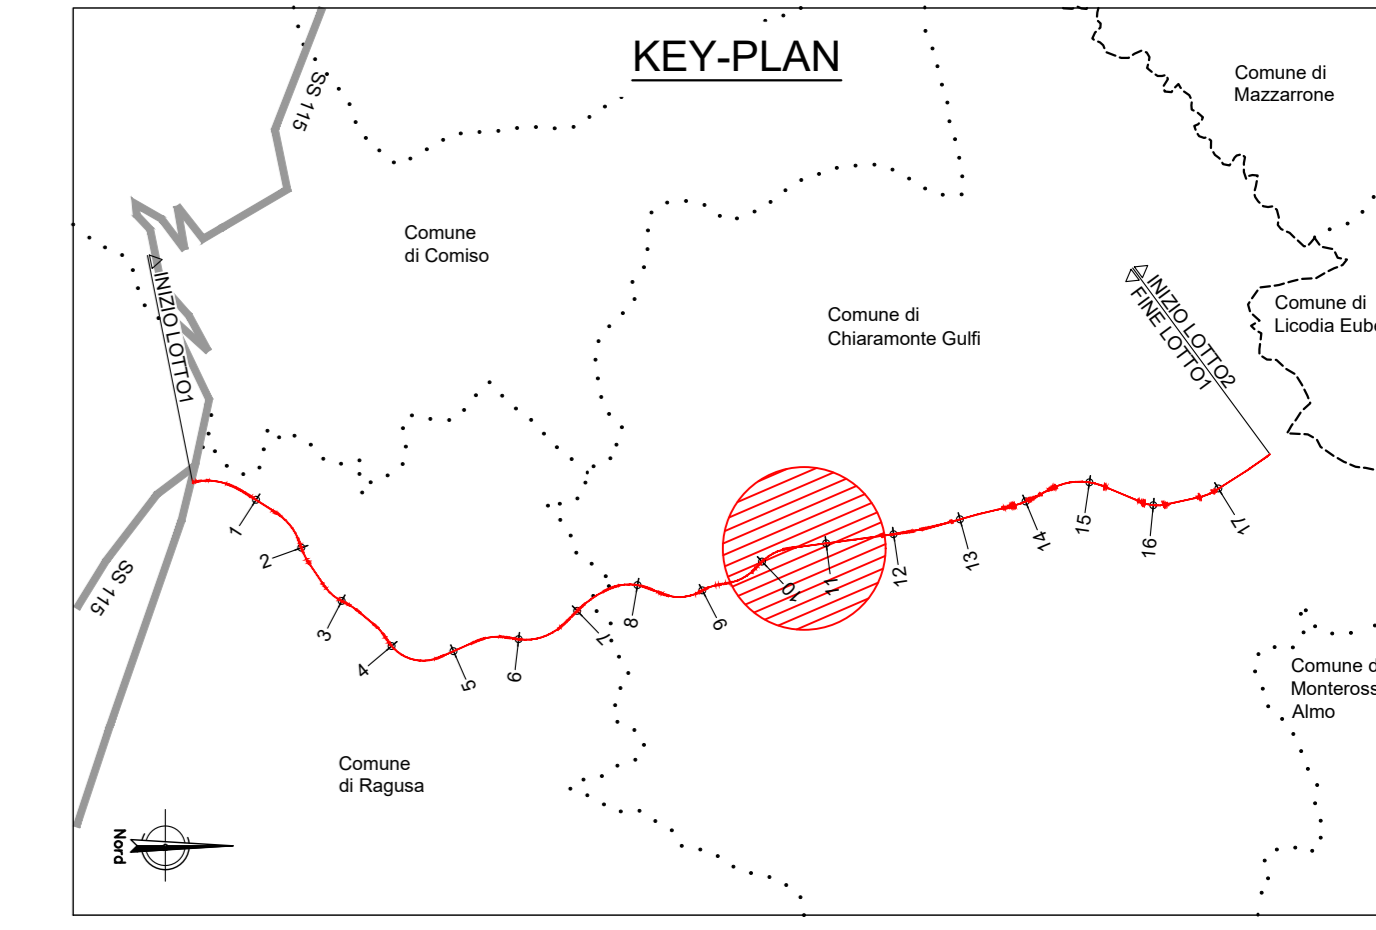 KEY-PLAN
SS 115
Comune di
Mazzarrone
Comune
di Comiso
INIZIO LOTTO1
Comune di
Chiaramonte Gulfi
INIZIO LOTTO2
FINE LOTTO1
Comune di
Licodia Eube
SS 115
1
2
3
4
5
6
7
8
9
10
11
12
13
14
15
16
17
Comune d
Monteross
Almo
Comune
di Ragusa
Nord